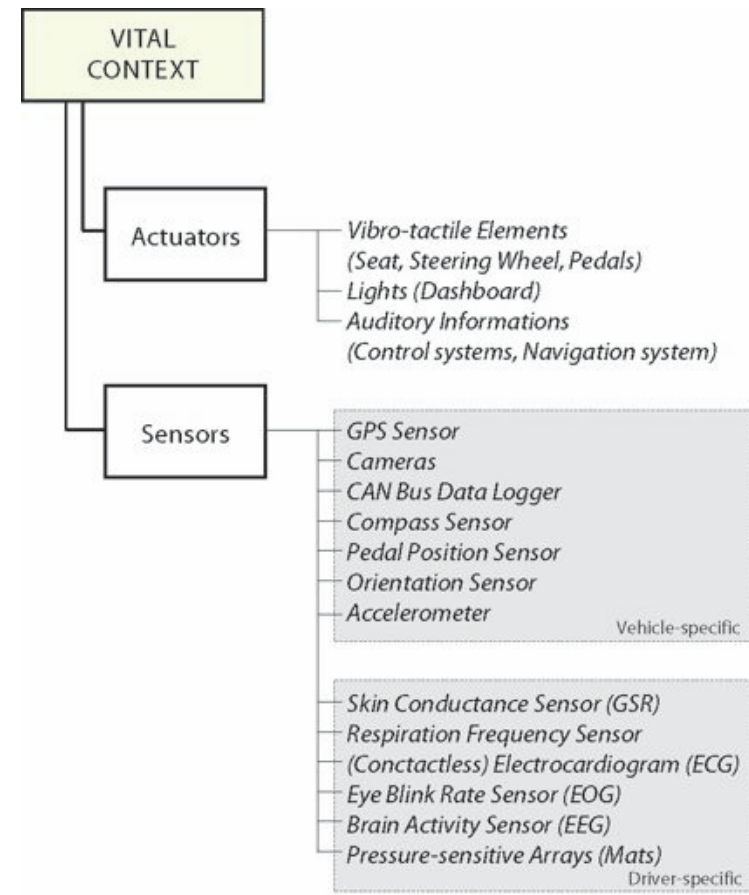 VITAL
CONTEXT
Actuators
Vibro-tactile Elements
(Seat, Steering Wheel, Pedals)
Lights (Dashboard)
Auditory Informations
(Control systems, Navigation system)
Sensors
GPS Sensor
Cameras
CAN Bus Data Logger
Compass Sensor
Pedal Position Sensor
Orientation Sensor
Accelerometer
Vehicle-specific
Skin Conductance Sensor (GSR)
Respiration Frequency Sensor
(Conctactless) Electrocardiogram (ECG)
Eye Blink Rate Sensor (EOG)
Brain Activity Sensor (EEG)
Pressure-sensitive Arrays (Mats)
Driver-specific